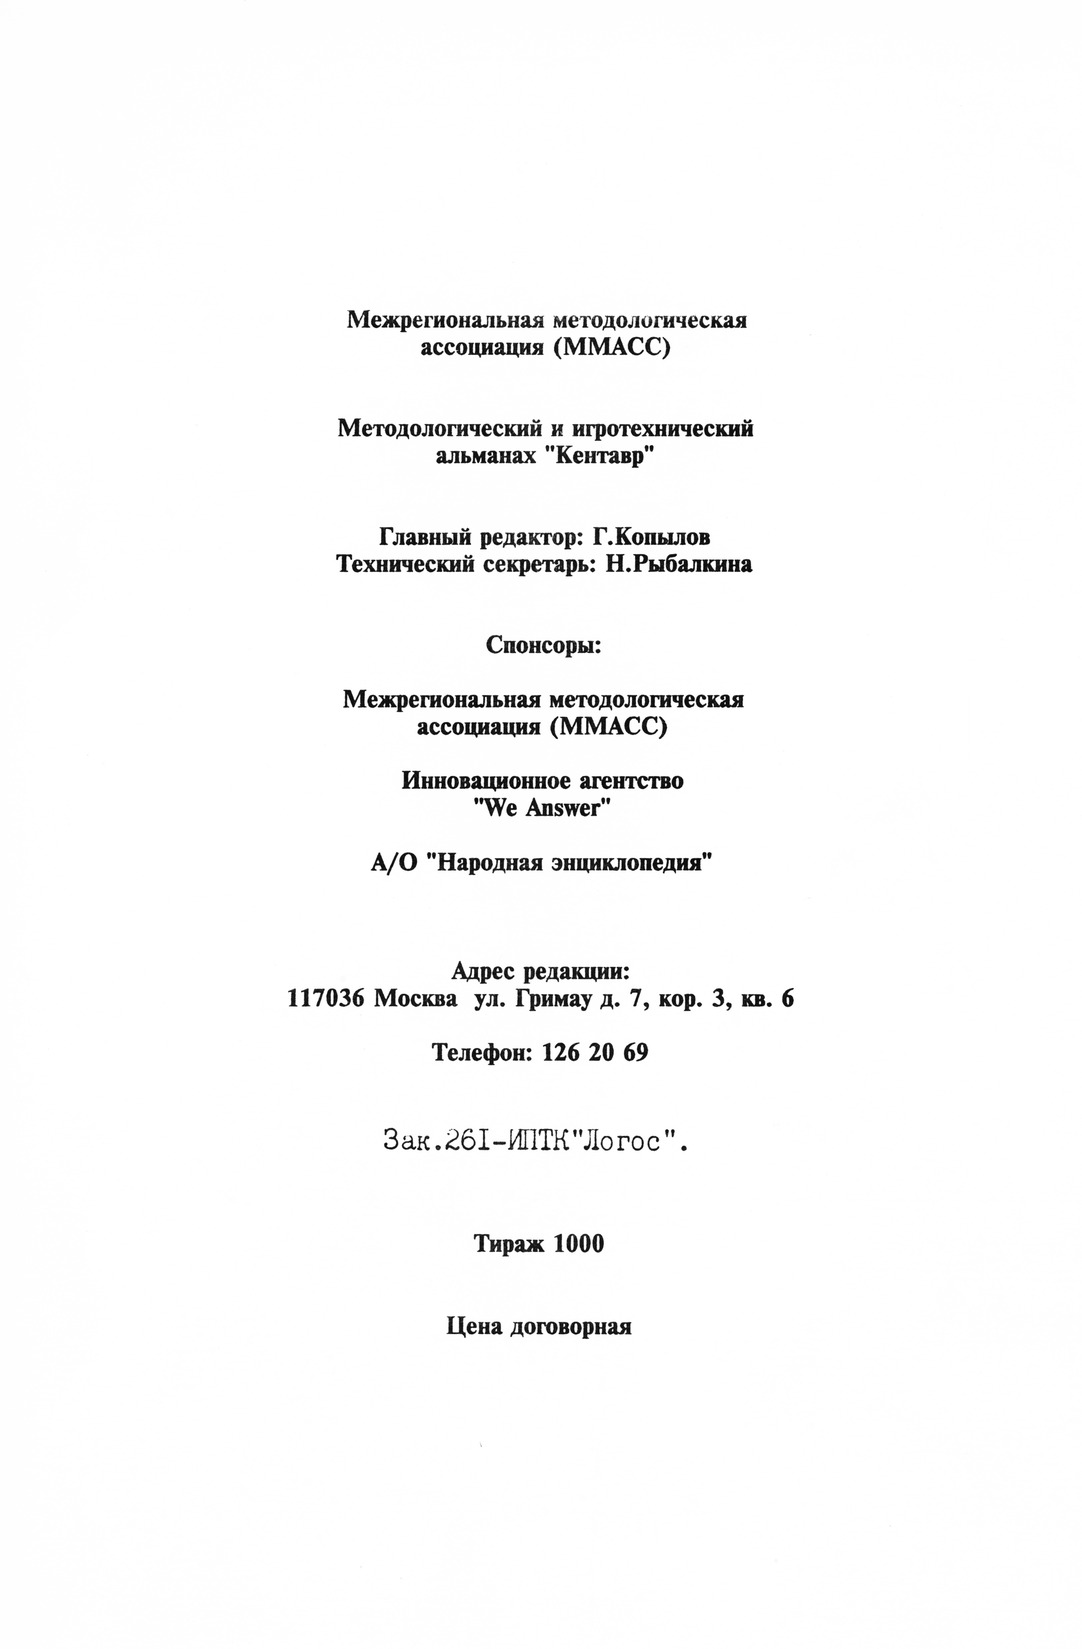 Межрегиональная методологическая
ассоциация (ММАСС)
Методологический и игротехнический
альманах "Кентавр"
Главный редактор: Г.Копылов
Технический секретарь: Н.Рыбалкина
Спонсоры:
Межрегиональная методологическая
ассоциация (ММАСС)
Инновационное агентство
"We Answer"
А/О "Народная энциклопедия"
Адрес редакции:
117036 Москва ул. Гримау д. 7, кор. 3, кв. 6
Телефон: 126 20 69
Зак.26I-ИПТК"Логос".
Тираж 1000
Цена договорная